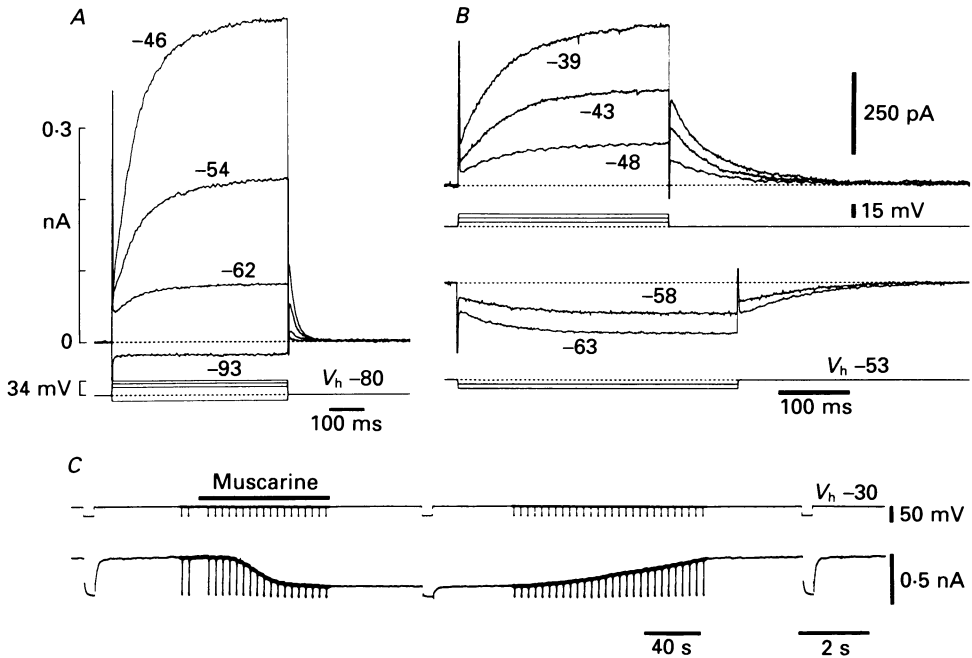 A
−46
0·3
−54
nA
−62
0
−93
34 mV
Vh −80
100 ms
B
−39
250 pA
−43
−48
15 mV
−58
−63
Vh −53
100 ms
C
Muscarine
Vh −30
50 mV
0·5 nA
40 s
2 s